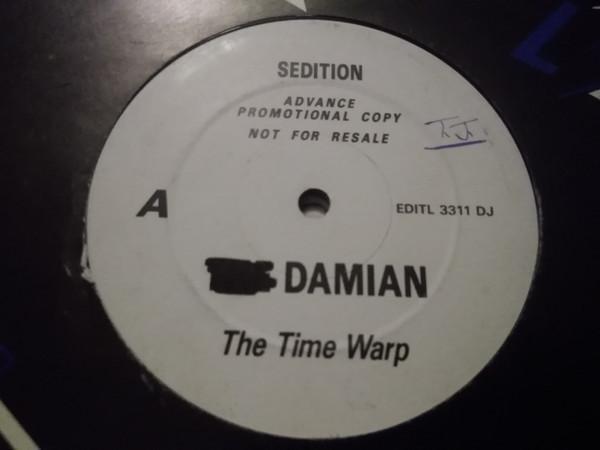 SEDITION
ADVANCE
PROMOTIONAL COPY
NOT FOR RESALE
A
EDITL 3311 DJ
DAMIAN
The Time Warp